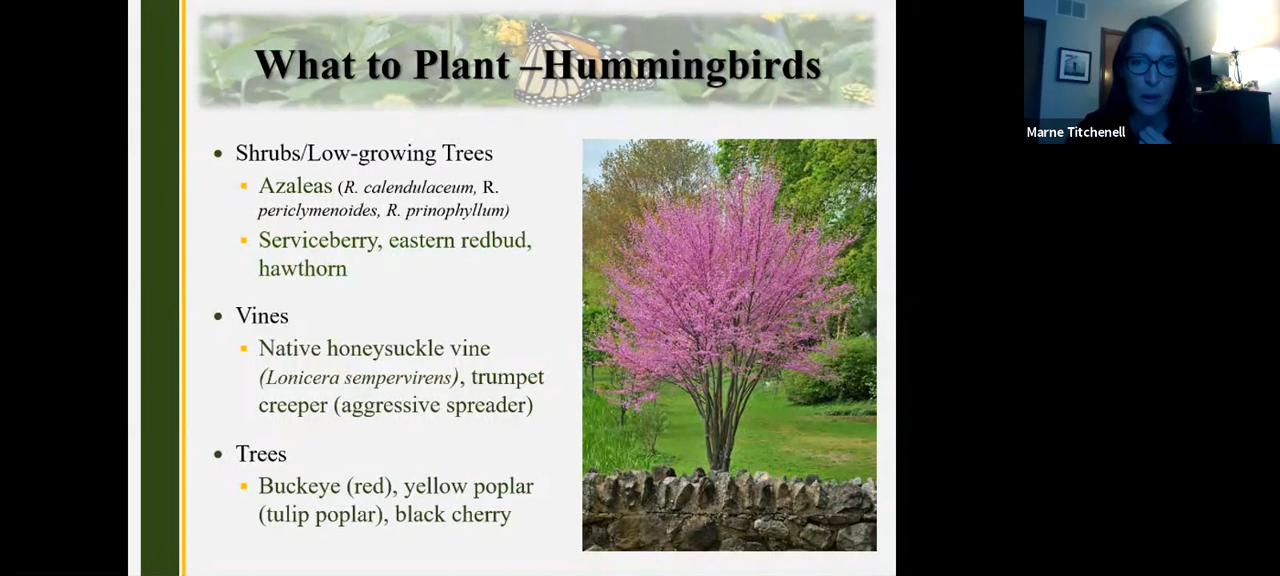 What to Plant –Hummingbirds
• Shrubs/Low-growing Trees
▪ Azaleas (R. calendulaceum, R.
periclymenoides, R. prinophyllum)
▪ Serviceberry, eastern redbud,
hawthorn
• Vines
▪ Native honeysuckle vine
(Lonicera sempervirens), trumpet
creeper (aggressive spreader)
• Trees
▪ Buckeye (red), yellow poplar
(tulip poplar), black cherry
Marne Titchenell